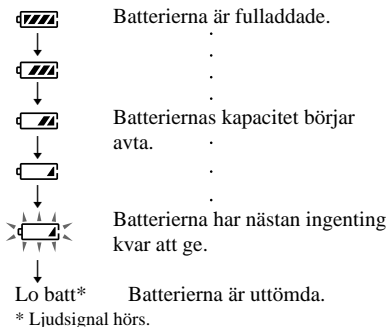 Batterierna är fulladdade.
Batteriernas kapacitet börjar
avta.
Batterierna har nästan ingenting
kvar att ge.
Lo batt* Batterierna är uttömda.
* Ljudsignal hörs.